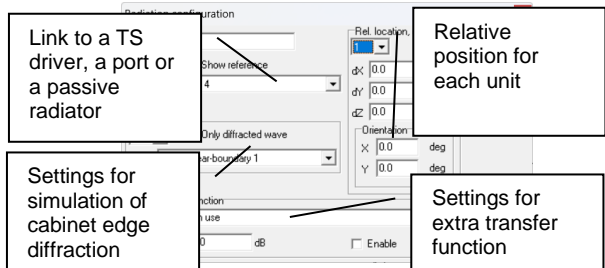 Radiation configuration
Link to a TS
driver, a port or
a passive
radiator
Rel. location,
1
Relative
position for
each unit
Show reference
4
dX 0.0
dY 0.0
dZ 0.0
Only diffracted wave
Orientation
X 0.0 deg
Y 0.0 deg
ear-boundary 1
Settings for
simulation of
cabinet edge
diffraction
Settings for
extra transfer
function
nction
n use
0 dB
Enable